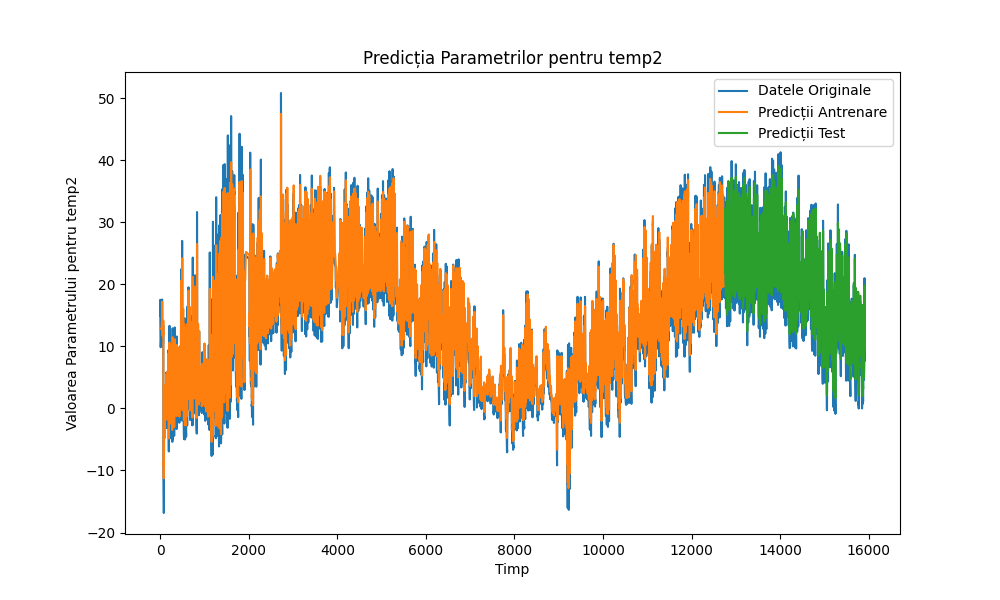 Predicția Parametrilor pentru temp2
Datele Originale
Predicții Antrenare
Predicții Test
Valoarea Parametrului pentru temp2
50
40
30
20
10
0
−10
−20
0
2000
4000
6000
8000
10000
12000
14000
16000
Timp